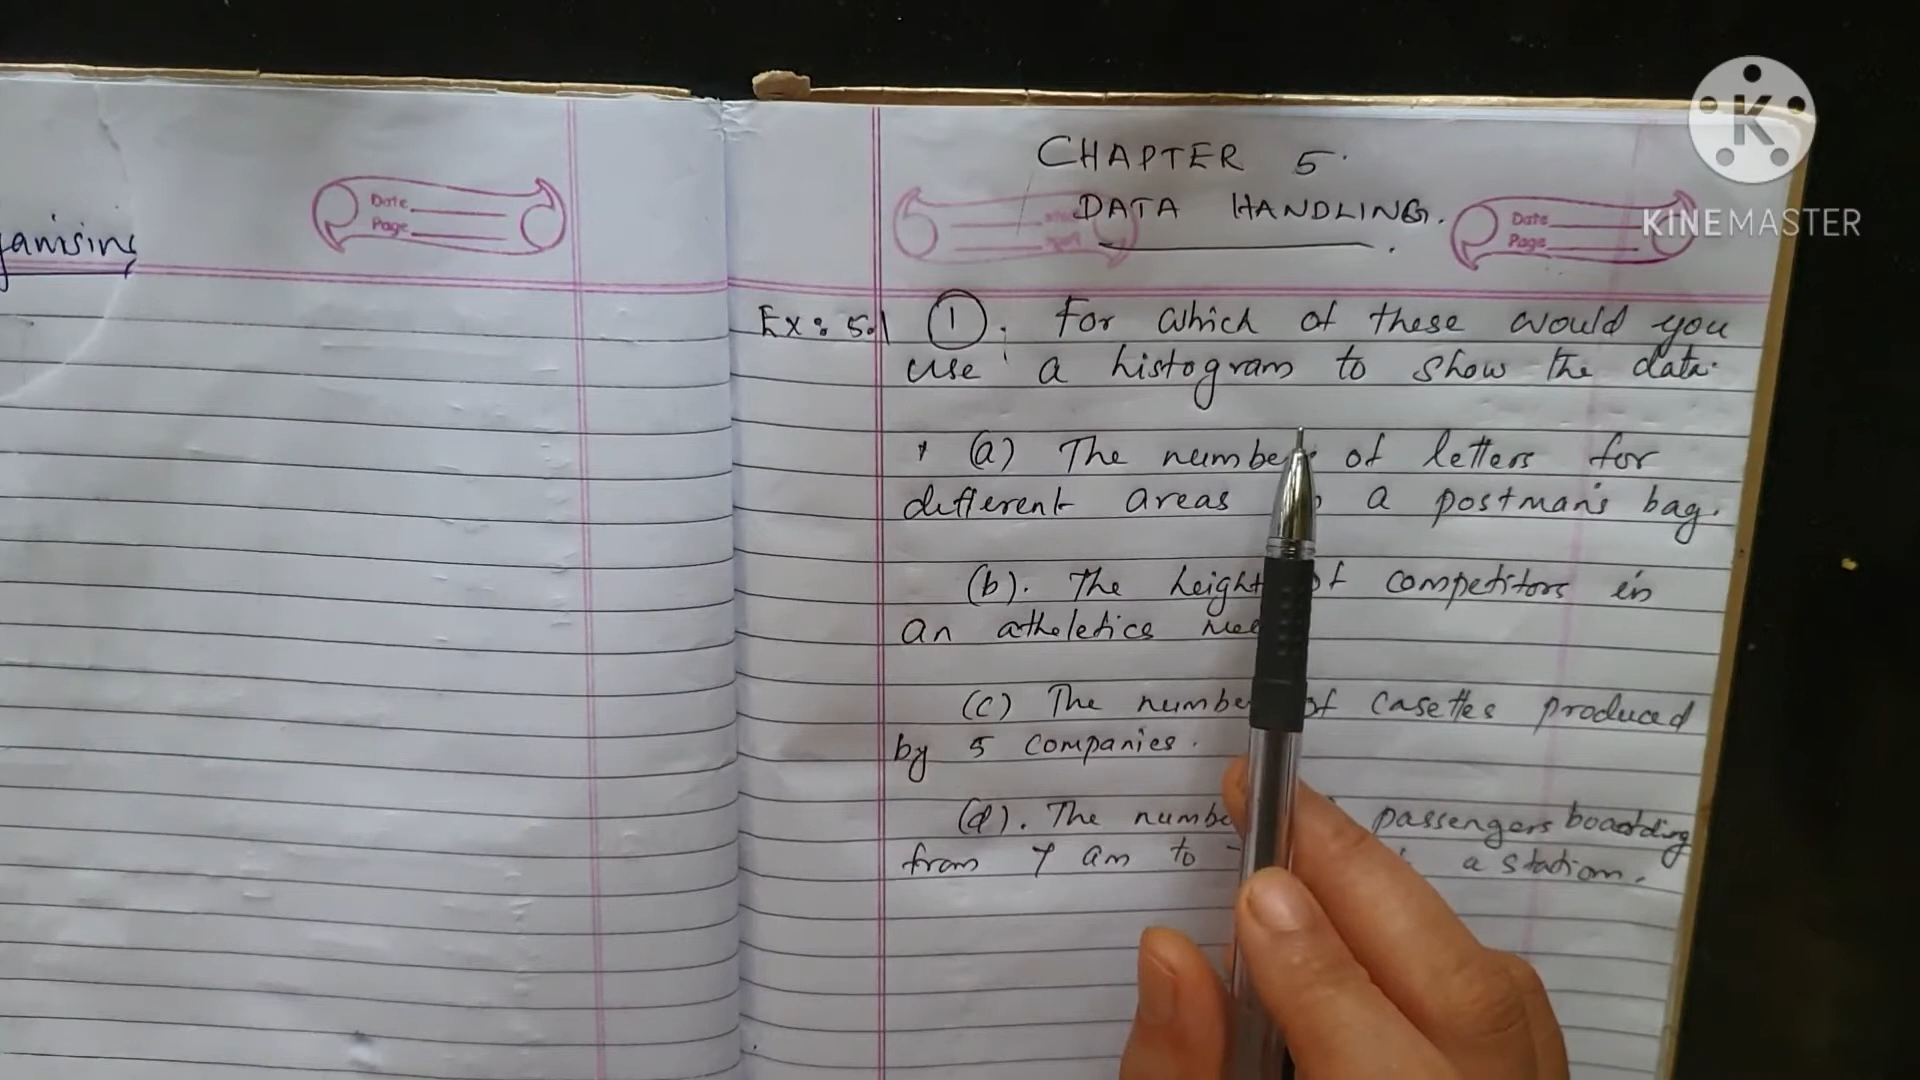 CHAPTER 5.
DATA HANDLING.
KINEMASTER
Date
Page
Date
Page
anising
Ex: 5.1 ① . For which of these would you
use a histogram to show the data.
(a) The number of letters for
different areas a postman's bag.
(b). The height of competitors in
an atheletics
(c) The number of casettes produced
by 5 companies.
(d). The passengers boarding
from 7 am to a station.